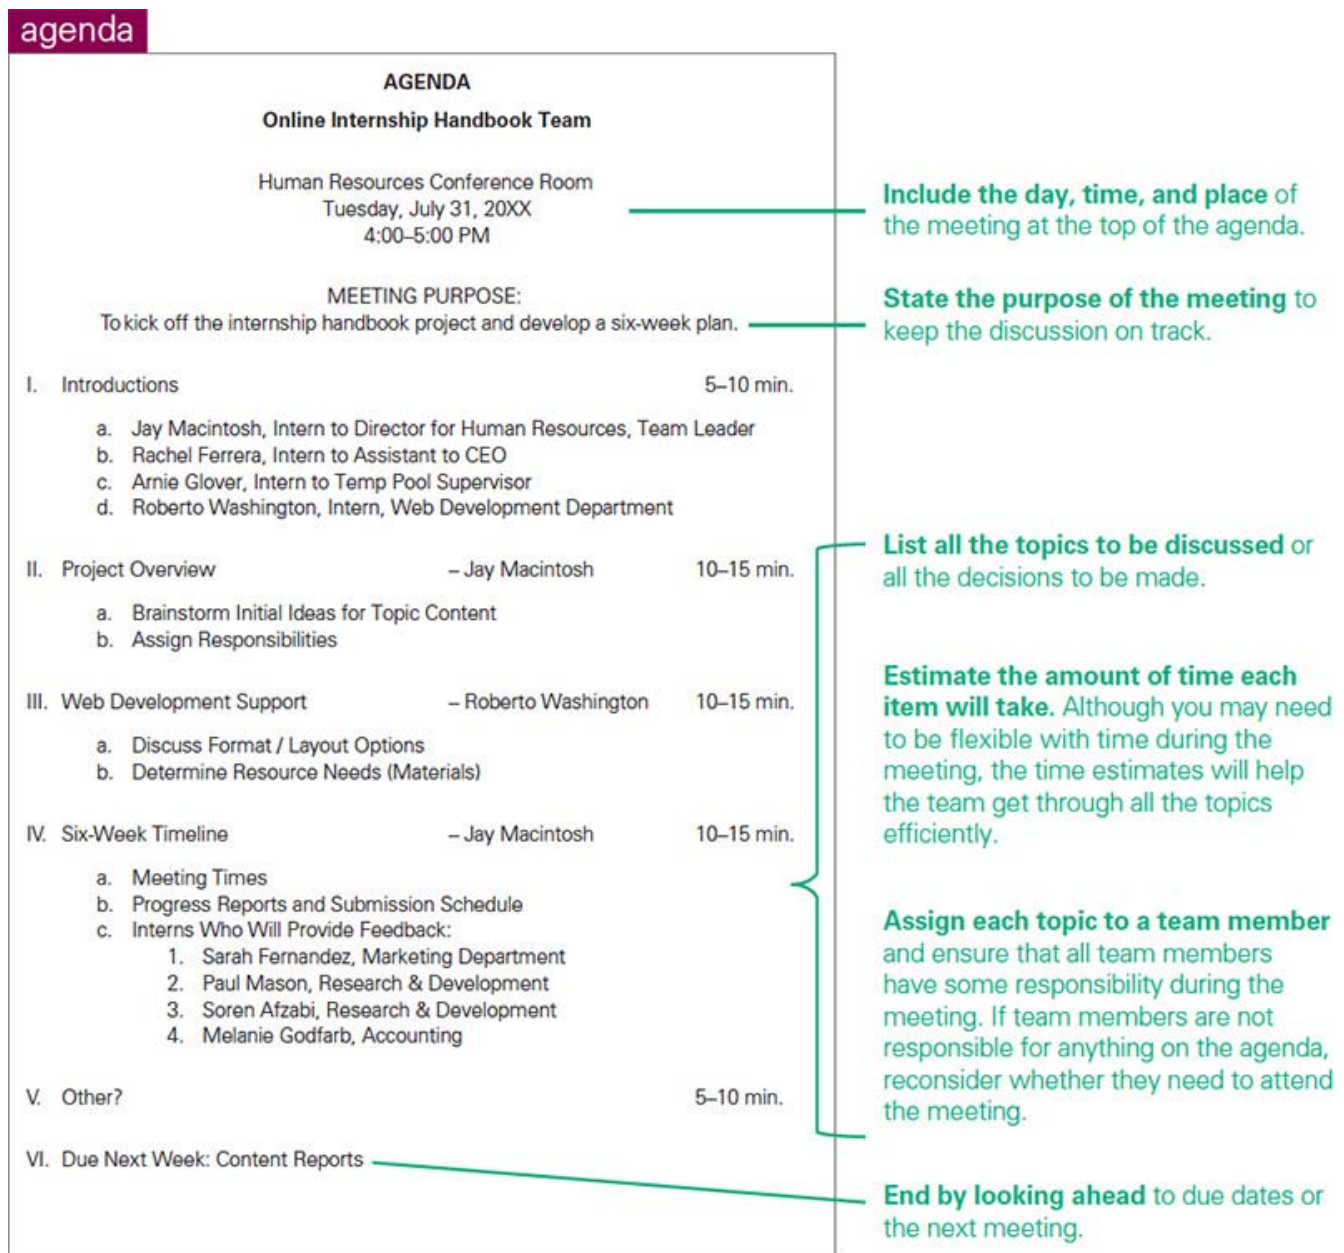 agenda
AGENDA
Online Internship Handbook Team
Human Resources Conference Room
Tuesday, July 31, 20XX
4:00–5:00 PM
MEETING PURPOSE:
To kick off the internship handbook project and develop a six-week plan.
I. Introductions 5–10 min.
a. Jay Macintosh, Intern to Director for Human Resources, Team Leader
b. Rachel Ferrera, Intern to Assistant to CEO
c. Arnie Glover, Intern to Temp Pool Supervisor
d. Roberto Washington, Intern, Web Development Department
II. Project Overview – Jay Macintosh 10–15 min.
a. Brainstorm Initial Ideas for Topic Content
b. Assign Responsibilities
III. Web Development Support – Roberto Washington 10–15 min.
a. Discuss Format / Layout Options
b. Determine Resource Needs (Materials)
IV. Six-Week Timeline – Jay Macintosh 10–15 min.
a. Meeting Times
b. Progress Reports and Submission Schedule
c. Interns Who Will Provide Feedback:
1. Sarah Fernandez, Marketing Department
2. Paul Mason, Research & Development
3. Soren Afzabi, Research & Development
4. Melanie Godfarb, Accounting
V. Other? 5–10 min.
VI. Due Next Week: Content Reports
Include the day, time, and place of
the meeting at the top of the agenda.
State the purpose of the meeting to
keep the discussion on track.
List all the topics to be discussed or
all the decisions to be made.
Estimate the amount of time each
item will take. Although you may need
to be flexible with time during the
meeting, the time estimates will help
the team get through all the topics
efficiently.
Assign each topic to a team member
and ensure that all team members
have some responsibility during the
meeting. If team members are not
responsible for anything on the agenda,
reconsider whether they need to attend
the meeting.
End by looking ahead to due dates or
the next meeting.